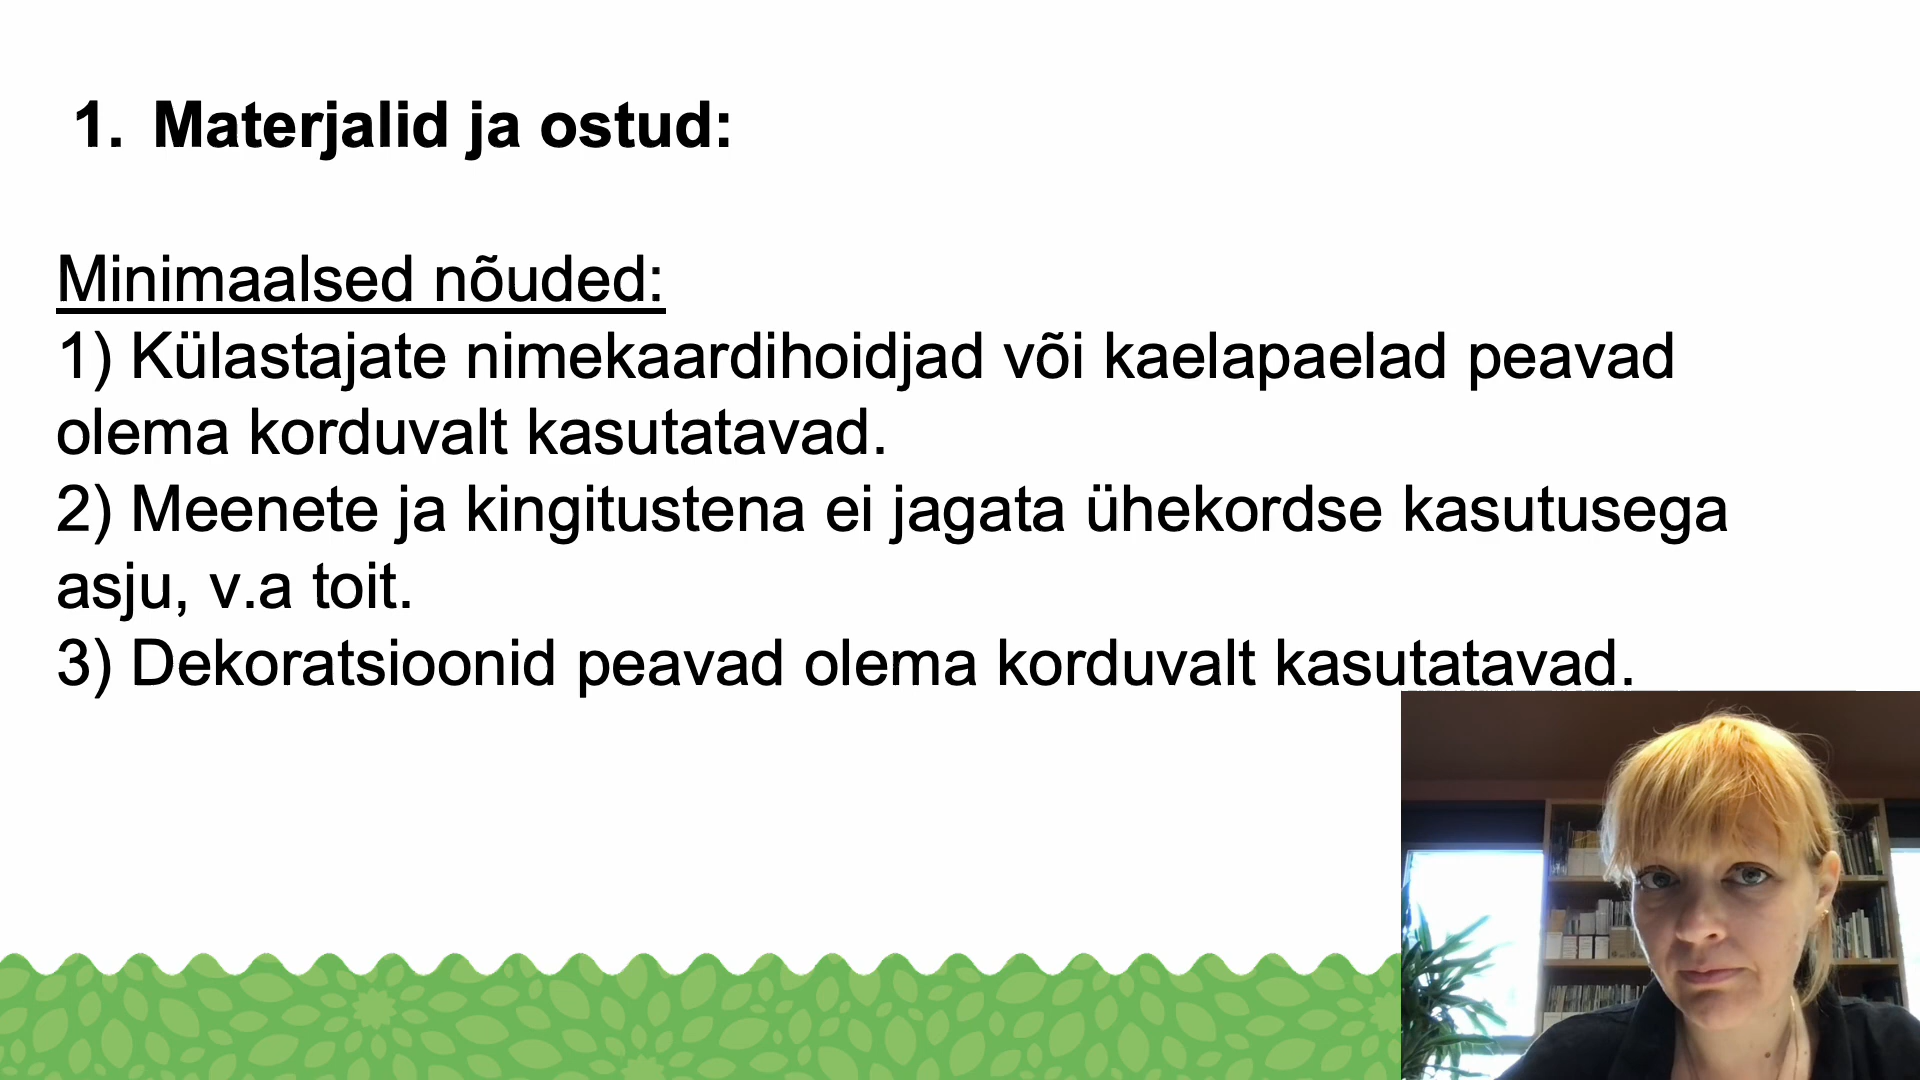 1. Materjalid ja ostud:
Minimaalsed nõuded:
1) Külastajate nimekaardihoidjad või kaelapaelad peavad
olema korduvalt kasutatavad.
2) Meenete ja kingitustena ei jagata ühekordse kasutusega
asju, v.a toit.
3) Dekoratsioonid peavad olema korduvalt kasutatavad.